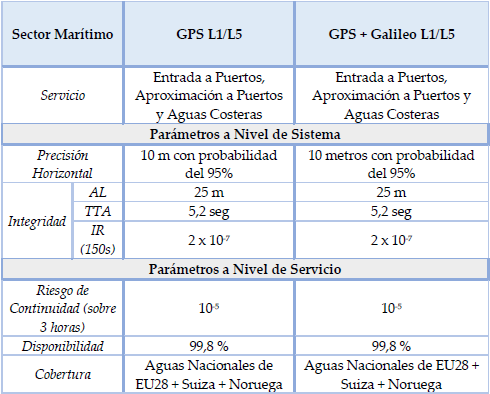 Sector Marítimo GPS L1/L5 GPS + Galileo L1/L5
Servicio
Entrada a Puertos,
Aproximación a Puertos
y Aguas Costeras
Entrada a Puertos,
Aproximación a Puertos y
Aguas Costeras
Parámetros a Nivel de Sistema
Precisión
Horizontal
10 m con probabilidad
del 95%
10 metros con probabilidad
del 95%
Integridad
AL 25 m 25 m
TTA 5,2 seg 5,2 seg
IR
(150s)
2 x 10⁻⁷ 2 x 10⁻⁷
Parámetros a Nivel de Servicio
Riesgo de
Continuidad (sobre
3 horas)
10⁻⁵ 10⁻⁵
Disponibilidad 99,8 % 99,8 %
Cobertura
Aguas Nacionales de
EU28 + Suiza + Noruega
Aguas Nacionales de EU28 +
Suiza + Noruega